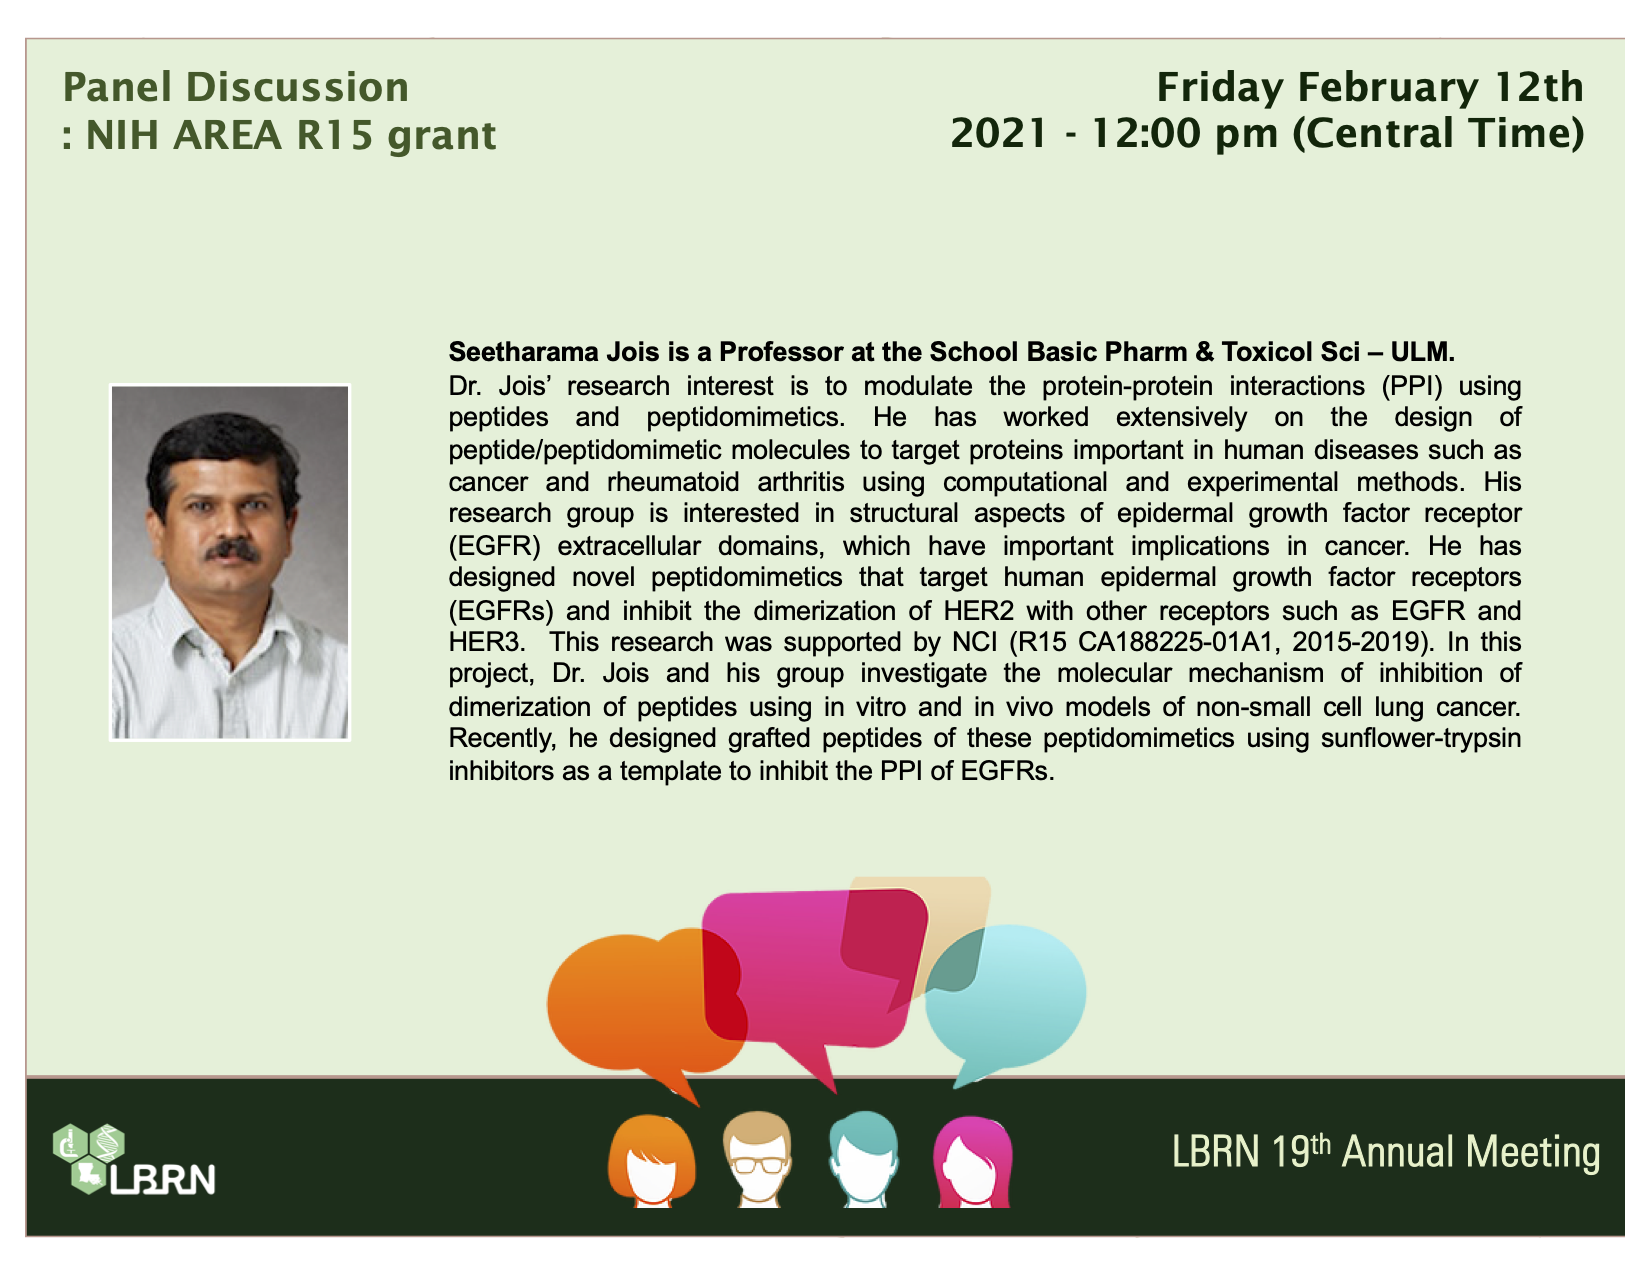 Panel Discussion
: NIH AREA R15 grant
Friday February 12th
2021 - 12:00 pm (Central Time)
Seetharama Jois is a Professor at the School Basic Pharm & Toxicol Sci – ULM.
Dr. Jois’ research interest is to modulate the protein-protein interactions (PPI) using
peptides and peptidomimetics. He has worked extensively on the design of
peptide/peptidomimetic molecules to target proteins important in human diseases such as
cancer and rheumatoid arthritis using computational and experimental methods. His
research group is interested in structural aspects of epidermal growth factor receptor
(EGFR) extracellular domains, which have important implications in cancer. He has
designed novel peptidomimetics that target human epidermal growth factor receptors
(EGFRs) and inhibit the dimerization of HER2 with other receptors such as EGFR and
HER3.  This research was supported by NCI (R15 CA188225-01A1, 2015-2019). In this
project, Dr. Jois and his group investigate the molecular mechanism of inhibition of
dimerization of peptides using in vitro and in vivo models of non-small cell lung cancer.
Recently, he designed grafted peptides of these peptidomimetics using sunflower-trypsin
inhibitors as a template to inhibit the PPI of EGFRs.
LBRN
LBRN 19th Annual Meeting